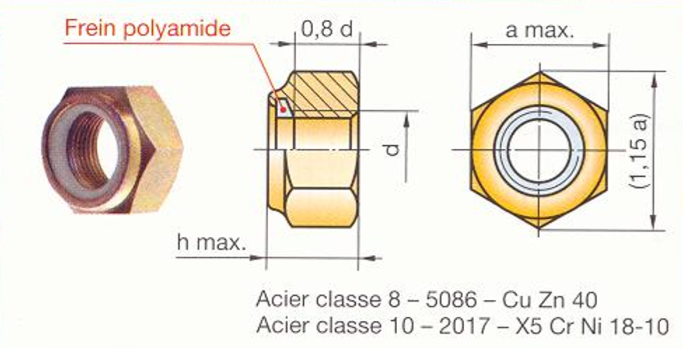 Frein polyamide
0,8 d
a max.
d
(1,15 a)
h max.
Acier classe 8 – 5086 – Cu Zn 40
Acier classe 10 – 2017 – X5 Cr Ni 18-10